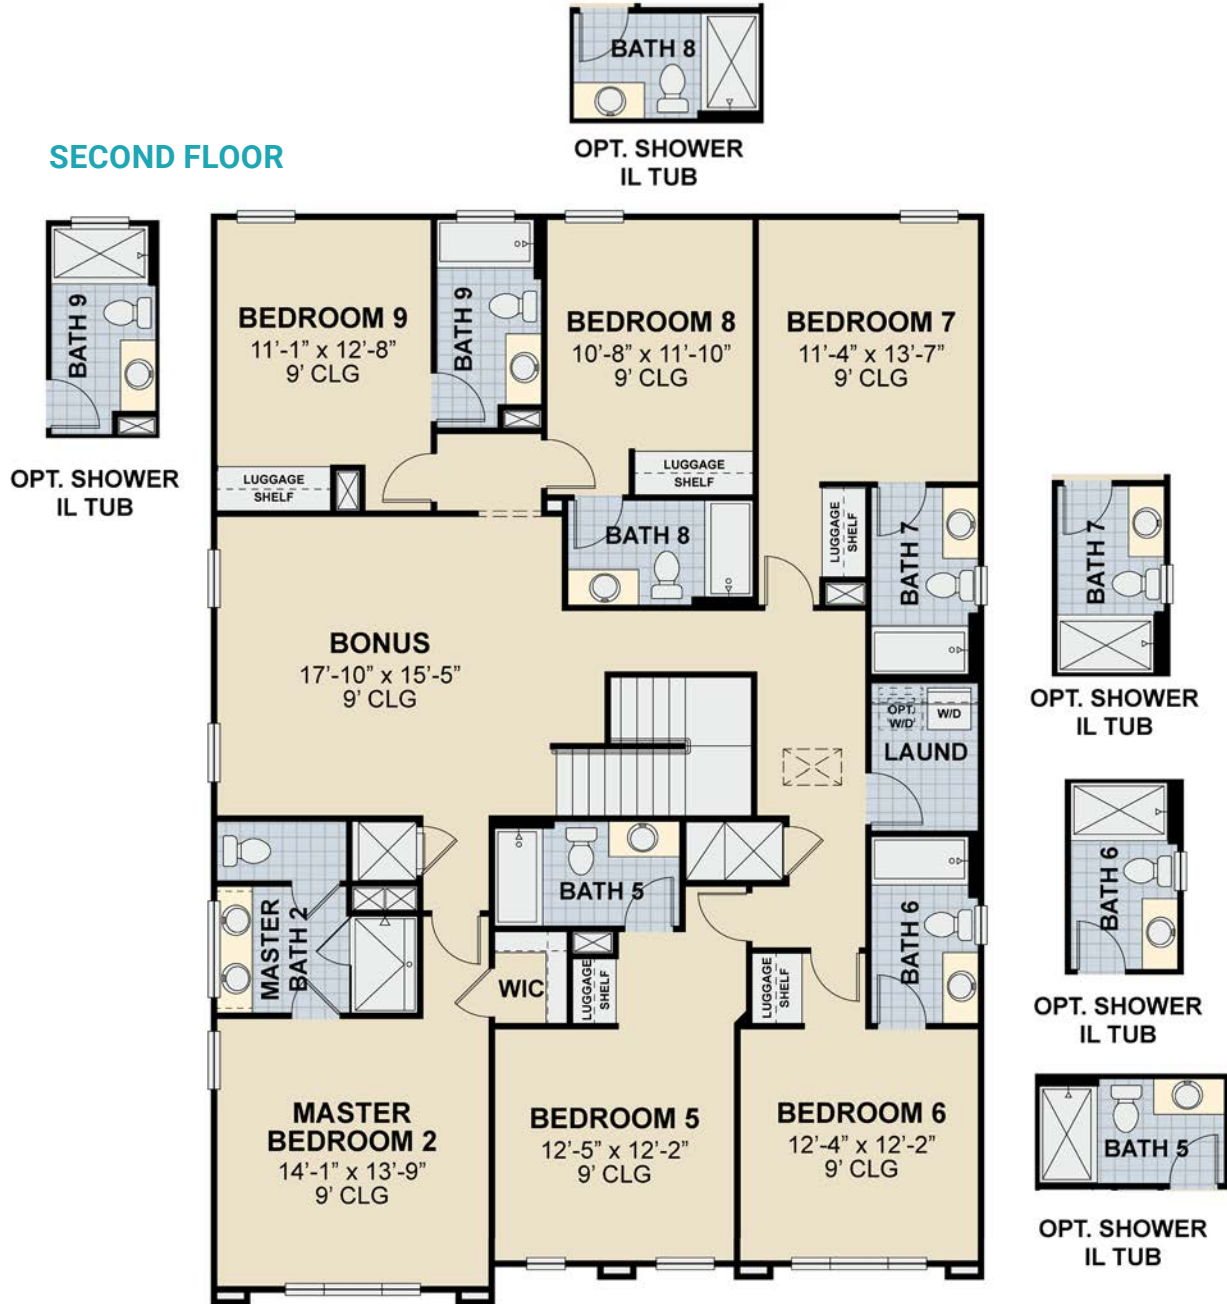 BATH 8
OPT. SHOWER
IL TUB
SECOND FLOOR
BATH 9
OPT. SHOWER
IL TUB
BEDROOM 9
11'-1” x 12'-8”
9' CLG
LUGGAGE
SHELF
BATH 9
BEDROOM 8
10'-8” x 11'-10”
9' CLG
LUGGAGE
SHELF
BEDROOM 7
11'-4” x 13'-7”
9' CLG
BATH 8
LUGGAGE
SHELF
BATH 7
BATH 7
OPT. SHOWER
IL TUB
BONUS
17'-10” x 15'-5”
9' CLG
OPT.
W/D
W/D
LAUND
BATH 6
OPT. SHOWER
IL TUB
MASTER
BATH 2
BATH 5
WIC
LUGGAGE
SHELF
LUGGAGE
SHELF
BATH 6
MASTER
BEDROOM 2
14'-1” x 13'-9”
9' CLG
BEDROOM 5
12'-5” x 12'-2”
9' CLG
BEDROOM 6
12'-4” x 12'-2”
9' CLG
BATH 5
OPT. SHOWER
IL TUB